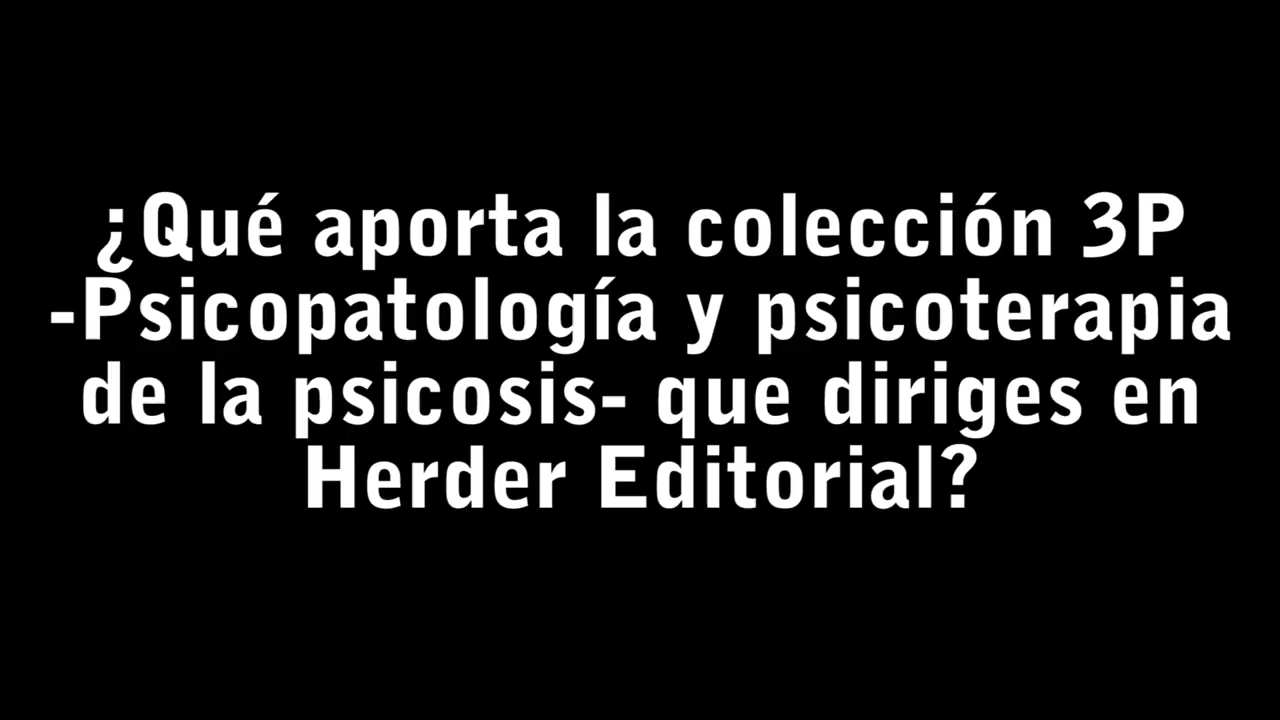 ¿Qué aporta la colección 3P
-Psicopatología y psicoterapia
de la psicosis- que diriges en
Herder Editorial?